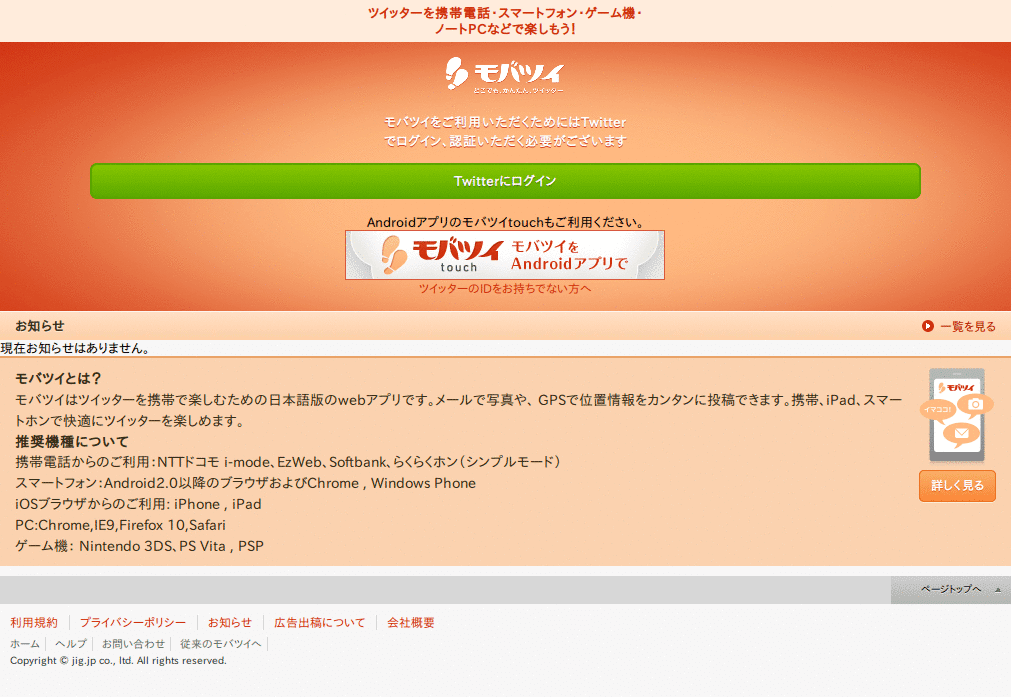 ツイッターを携帯電話・スマートフォン・ゲーム機・
ノートPCなどで楽しもう!
モバツイ
どこでも、かんたん、ツイッター
モバツイをご利用いただくためにはTwitter
でログイン、認証いただく必要がございます
Twitterにログイン
Androidアプリのモバツイtouchもご利用ください。
モバツイ touch モバツイを
Androidアプリで
ツイッターのIDをお持ちでない方へ
お知らせ 一覧を見る
現在お知らせはありません。
モバツイとは？
モバツイはツイッターを携帯で楽しむための日本語版のwebアプリです。メールで写真や、GPSで位置情報をカンタンに投稿できます。携帯、iPad、スマー
トホンで快適にツイッターを楽しめます。
モバツイ
イマココ!
詳しく見る
推奨機種について
携帯電話からのご利用：NTTドコモ i-mode、EzWeb、Softbank、らくらくホン（シンプルモード）
スマートフォン：Android2.0以降のブラウザおよびChrome , Windows Phone
iOSブラウザからのご利用: iPhone , iPad
PC:Chrome,IE9,Firefox 10,Safari
ゲーム機： Nintendo 3DS、PS Vita , PSP
ページトップへ
利用規約 プライバシーポリシー お知らせ 広告出稿について 会社概要
ホーム ヘルプ お問い合わせ 従来のモバツイへ
Copyright © jig.jp co., ltd. All rights reserved.